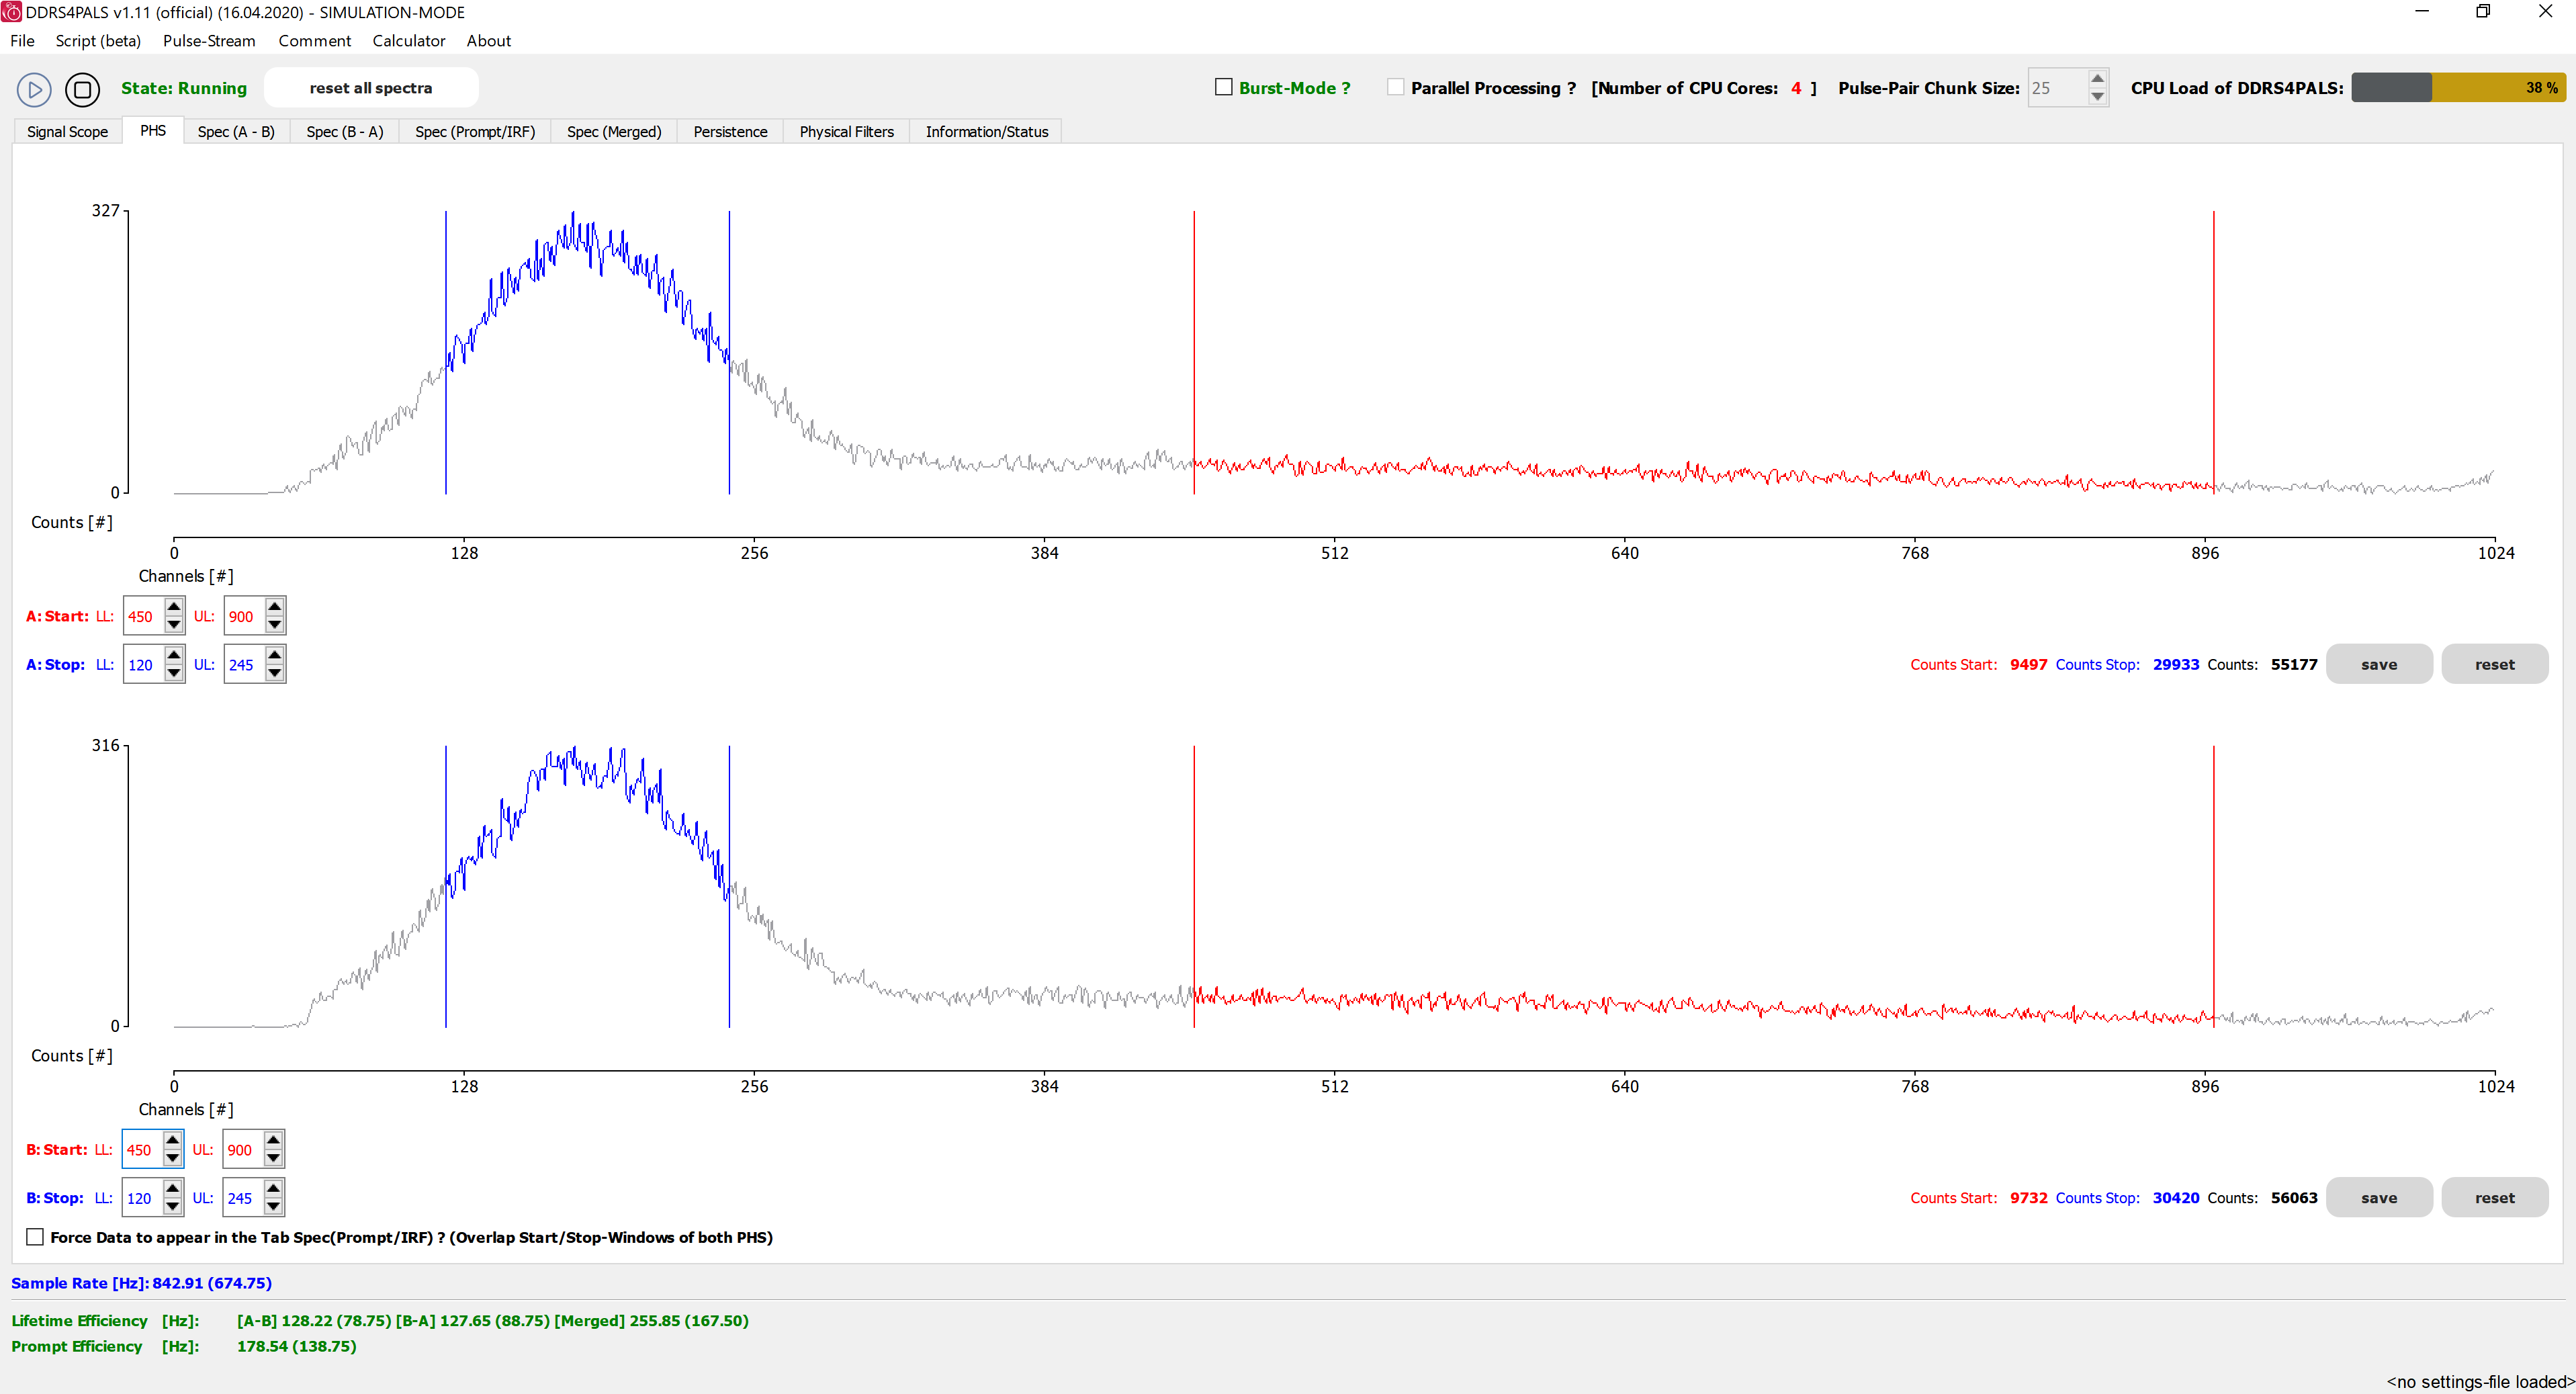 DDRS4PALS v1.11 (official) (16.04.2020) - SIMULATION-MODE
File Script (beta) Pulse-Stream Comment Calculator About
State: Running reset all spectra Burst-Mode ? Parallel Processing ? [Number of CPU Cores: 4 ] Pulse-Pair Chunk Size: 25 CPU Load of DDRS4PALS: 38 %
Signal Scope PHS Spec (A - B) Spec (B - A) Spec (Prompt/IRF) Spec (Merged) Persistence Physical Filters Information/Status
327
0
Counts [#]
0 128 256 384 512 640 768 896 1024
Channels [#]
A: Start: LL: 450 UL: 900
A: Stop: LL: 120 UL: 245 Counts Start: 9497 Counts Stop: 29933 Counts: 55177 save reset
316
0
Counts [#]
0 128 256 384 512 640 768 896 1024
Channels [#]
B: Start: LL: 450 UL: 900
B: Stop: LL: 120 UL: 245 Counts Start: 9732 Counts Stop: 30420 Counts: 56063 save reset
Force Data to appear in the Tab Spec(Prompt/IRF) ? (Overlap Start/Stop-Windows of both PHS)
Sample Rate [Hz]: 842.91 (674.75)
Lifetime Efficiency [Hz]: [A-B] 128.22 (78.75) [B-A] 127.65 (88.75) [Merged] 255.85 (167.50)
Prompt Efficiency [Hz]: 178.54 (138.75)
<no settings-file loaded>